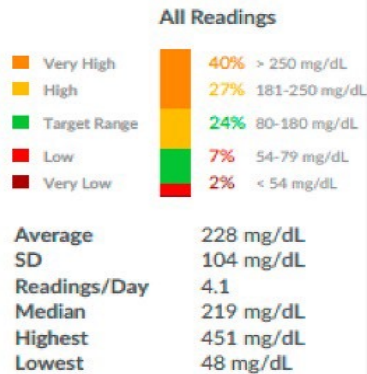 All Readings
Very High 40% > 250 mg/dL
High 27% 181-250 mg/dL
Target Range 24% 80-180 mg/dL
Low 7% 54-79 mg/dL
Very Low 2% < 54 mg/dL
Average 228 mg/dL
SD 104 mg/dL
Readings/Day 4.1
Median 219 mg/dL
Highest 451 mg/dL
Lowest 48 mg/dL